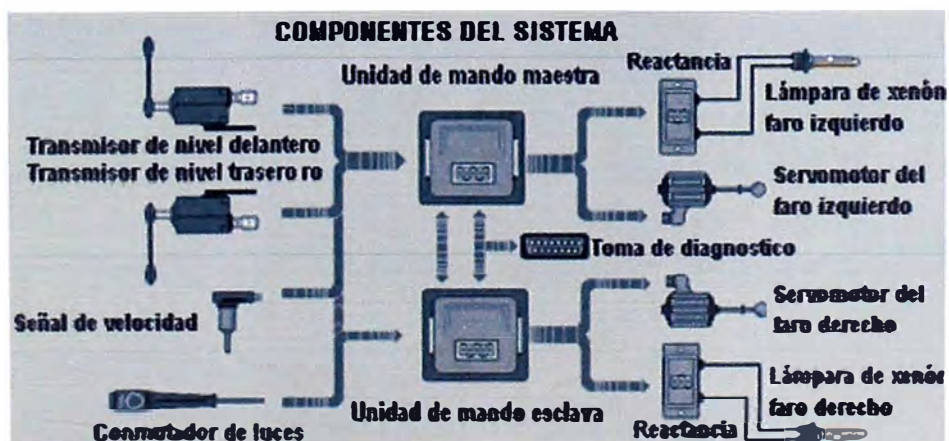 COMPONENTES DEL SISTEMA
Unidad de mando maestra
Reactancia
Lámpara de xenón
faro izquierdo
Transmisor de nivel delantero
Transmisor de nivel trasero ro
Servomotor del
faro izquierdo
Toma de diagnostico
Señal de velocidad
Servomotor del
faro derecho
Lámpara de xenón
faro derecho
Conmutador de luces
Unidad de mando esclava
Reactancia